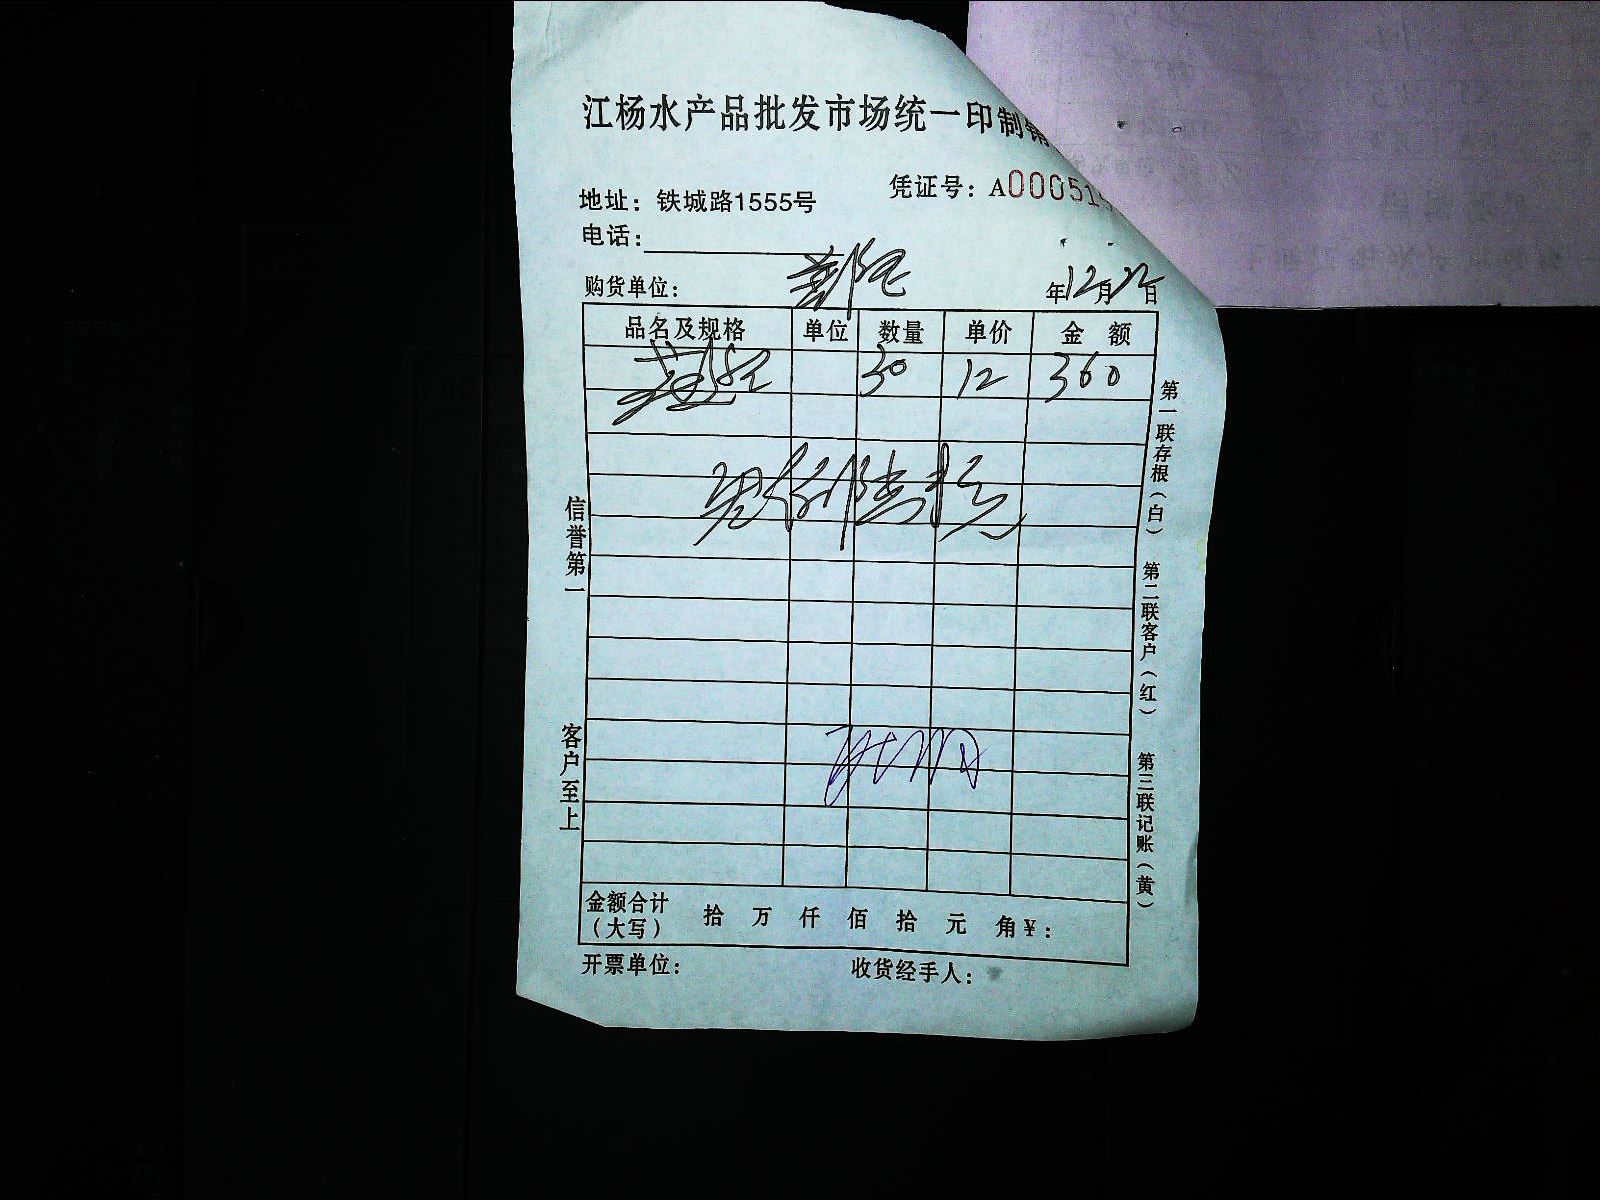 江杨水产品批发市场统一印制销
凭证号：A00051
地址：铁城路1555号
电话：
购货单位：
年12月22日
品名及规格 单位 数量 单价 金 额
30 12 360
第一联存根（白） 第二联客户（红） 第三联记账（黄）
信誉第一
客户至上
金额合计（大写） 拾 万 仟 佰 拾 元 角 ¥：
开票单位： 收货经手人：